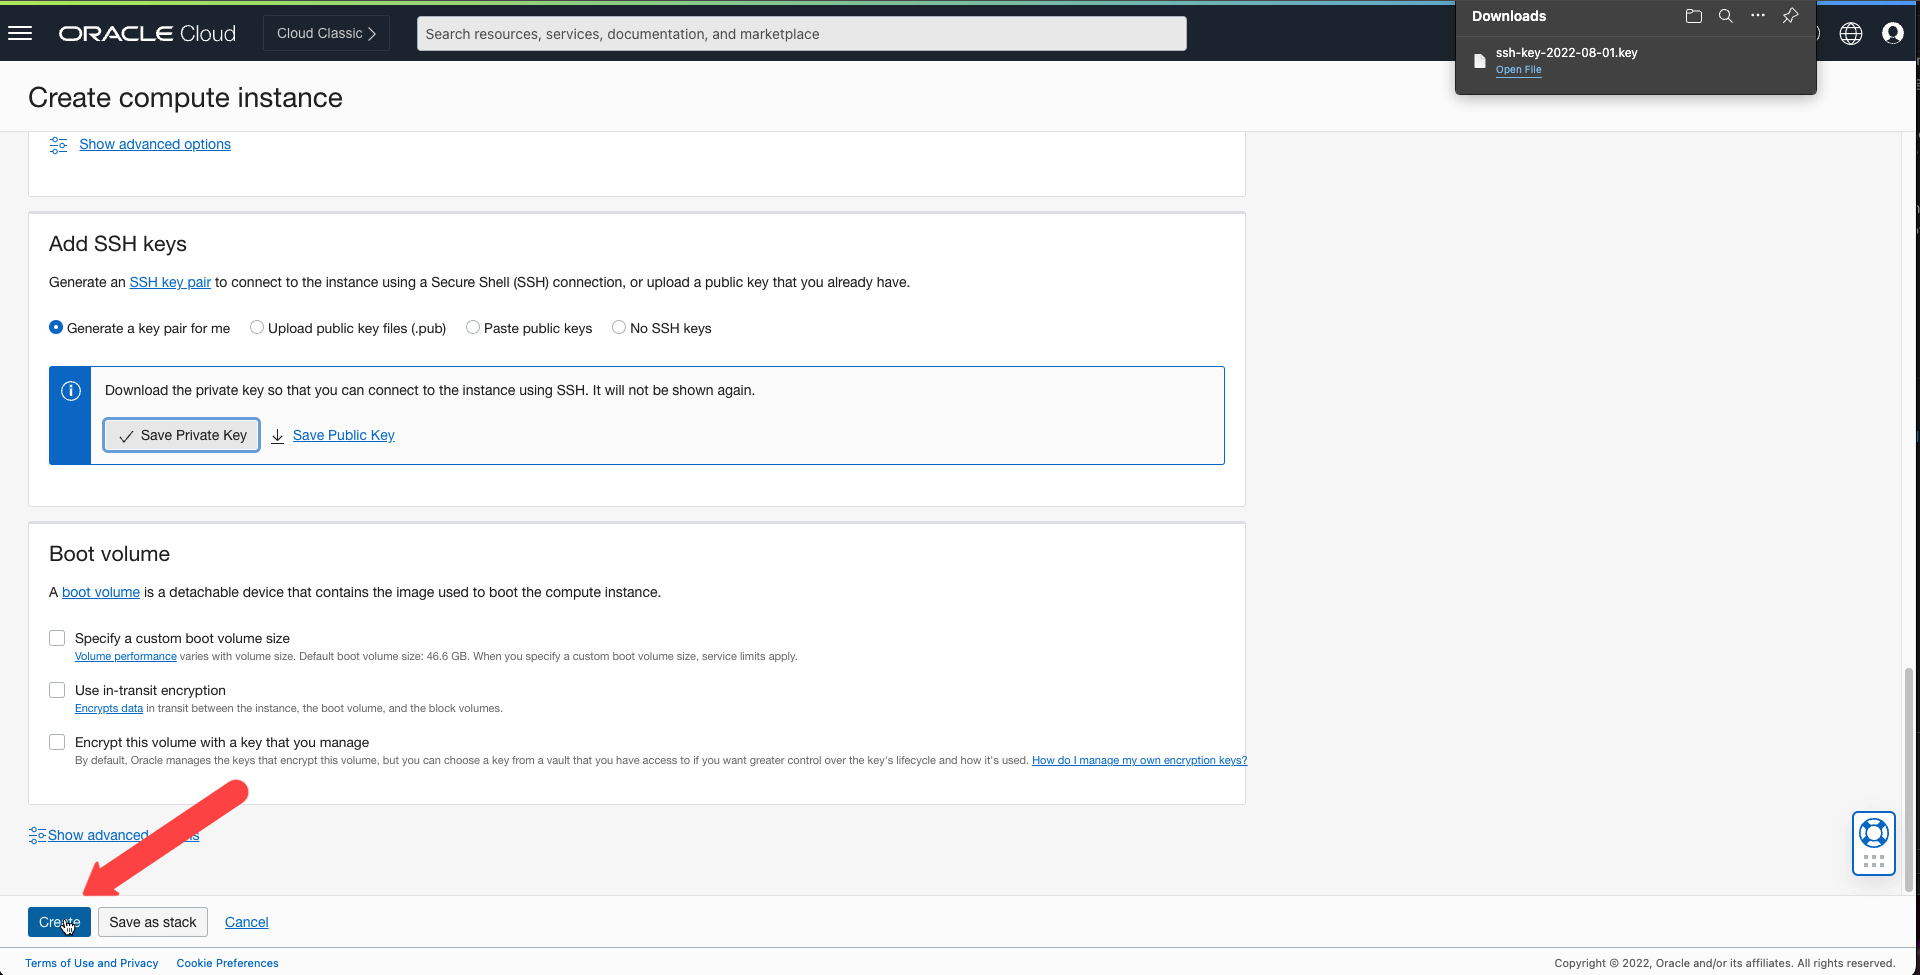 ORACLE Cloud
Cloud Classic
Search resources, services, documentation, and marketplace
Downloads
ssh-key-2022-08-01.key
Open File
Create compute instance
Show advanced options
Add SSH keys
Generate an SSH key pair to connect to the instance using a Secure Shell (SSH) connection, or upload a public key that you already have.
Generate a key pair for me Upload public key files (.pub) Paste public keys No SSH keys
Download the private key so that you can connect to the instance using SSH. It will not be shown again.
Save Private Key Save Public Key
Boot volume
A boot volume is a detachable device that contains the image used to boot the compute instance.
Specify a custom boot volume size
Volume performance varies with volume size. Default boot volume size: 46.6 GB. When you specify a custom boot volume size, service limits apply.
Use in-transit encryption
Encrypts data in transit between the instance, the boot volume, and the block volumes.
Encrypt this volume with a key that you manage
By default, Oracle manages the keys that encrypt this volume, but you can choose a key from a vault that you have access to if you want greater control over the key's lifecycle and how it's used. How do I manage my own encryption keys?
Show advanced
Create Save as stack Cancel
Terms of Use and Privacy Cookie Preferences
Copyright © 2022, Oracle and/or its affiliates. All rights reserved.